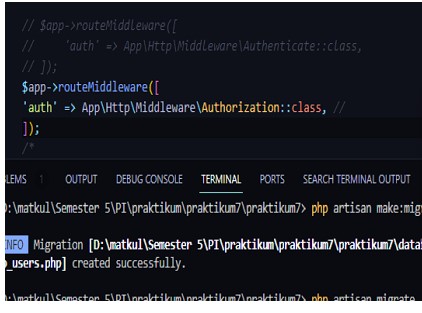 // $app->routeMiddleware([
//     'auth' => App\Http\Middleware\Authenticate::class,
// ]);
$app->routeMiddleware([
'auth' => App\Http\Middleware\Authorization::class, //
]);
/*
LEMS 1 OUTPUT DEBUG CONSOLE TERMINAL PORTS SEARCH TERMINAL OUTPUT
D:\matkul\Semester 5\PI\praktikum\praktikum7\praktikum7> php artisan make:mig
INFO Migration [D:\matkul\Semester 5\PI\praktikum\praktikum7\praktikum7\data
_users.php] created successfully.
D:\matkul\Semester 5\PI\praktikum\praktikum7\praktikum7> php artisan migrate